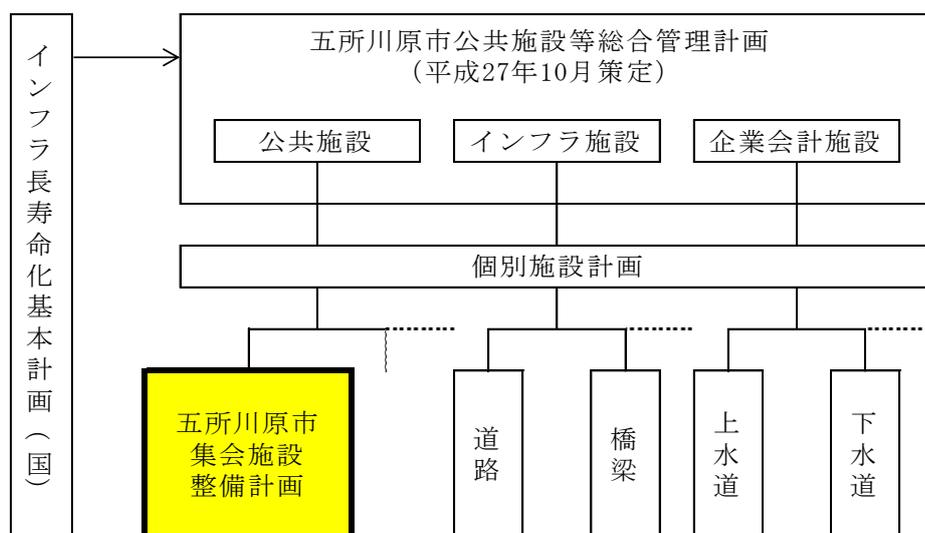 インフラ長寿命化基本計画（国）
五所川原市公共施設等総合管理計画
（平成27年10月策定）
公共施設
インフラ施設
企業会計施設
個別施設計画
五所川原市
集会施設
整備計画
道路
橋梁
上水道
下水道